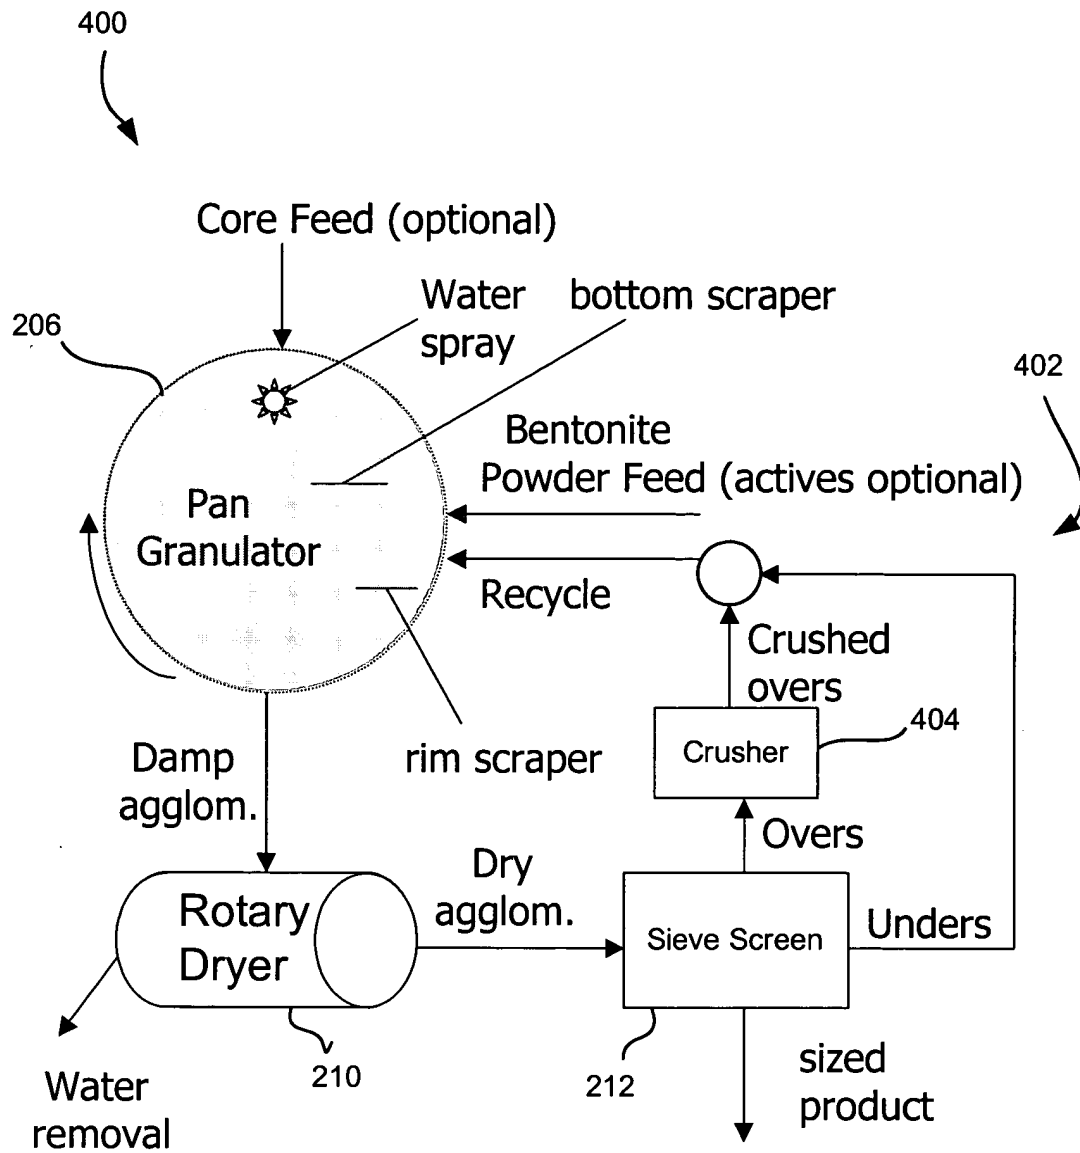 400
Core Feed (optional)
Water
spray
bottom scraper
206
402
Bentonite
Powder Feed (actives optional)
Pan
Granulator
Recycle
Crushed
overs
404
rim scraper
Crusher
Damp
agglom.
Overs
Dry
agglom.
Rotary
Dryer
Sieve Screen
Unders
210
212
sized
product
Water
removal